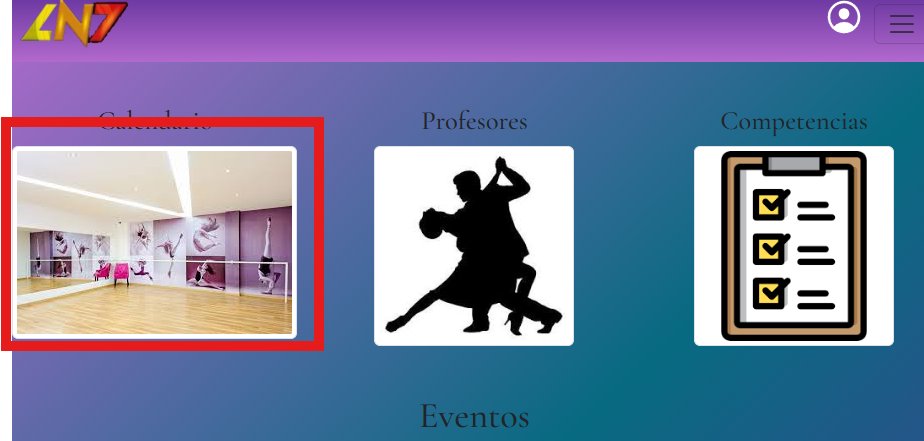 LN7
Calendario
Profesores
Competencias
Eventos